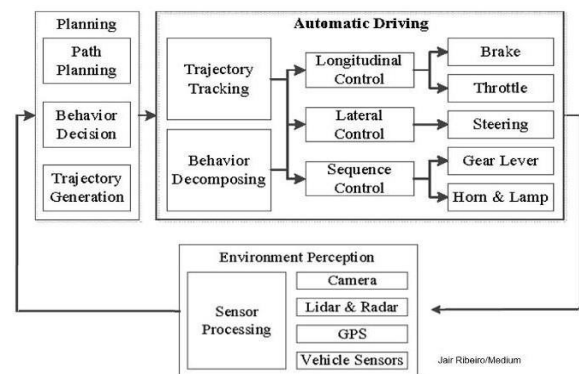 Planning
Path
Planning
Behavior
Decision
Trajectory
Generation
Automatic Driving
Trajectory
Tracking
Behavior
Decomposing
Longitudinal
Control
Lateral
Control
Sequence
Control
Brake
Throttle
Steering
Gear Lever
Horn & Lamp
Environment Perception
Sensor
Processing
Camera
Lidar & Radar
GPS
Vehicle Sensors
Jair Ribeiro/Medium